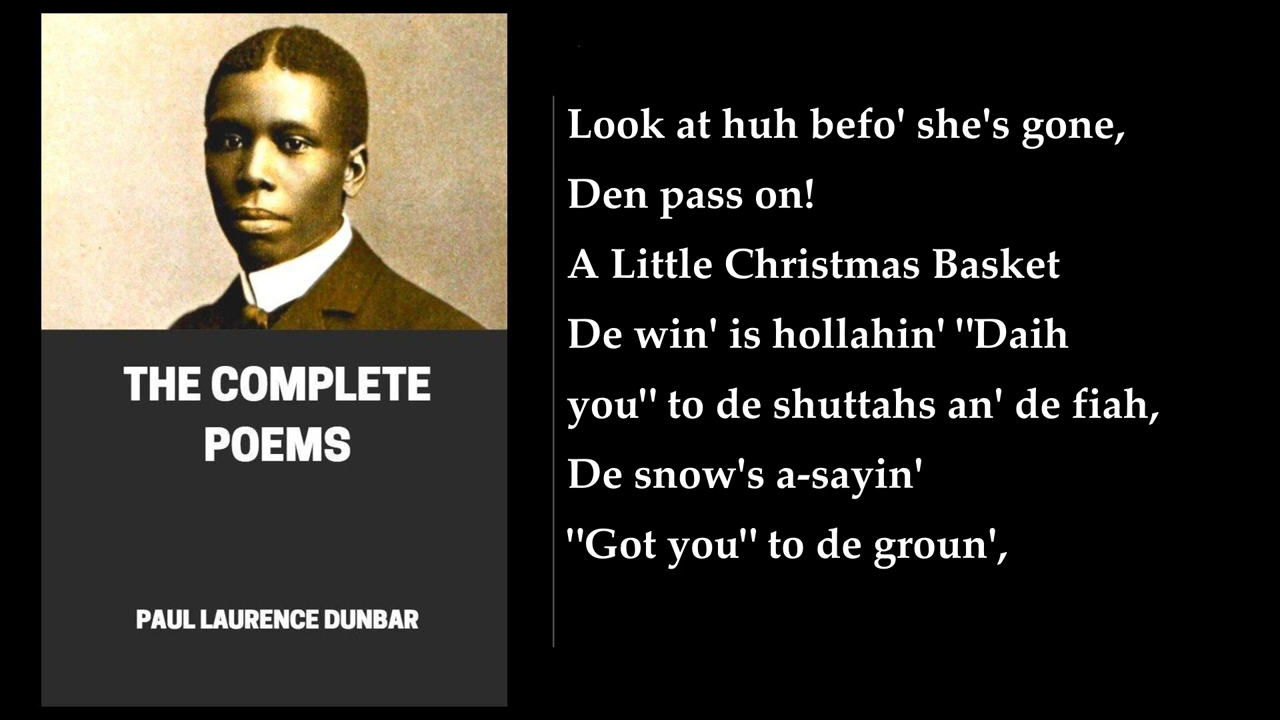 THE COMPLETE
POEMS
PAUL LAURENCE DUNBAR
Look at huh befo' she's gone,
Den pass on!
A Little Christmas Basket
De win' is hollahin' "Daih
you" to de shuttahs an' de fiah,
De snow's a-sayin'
"Got you" to de groun',